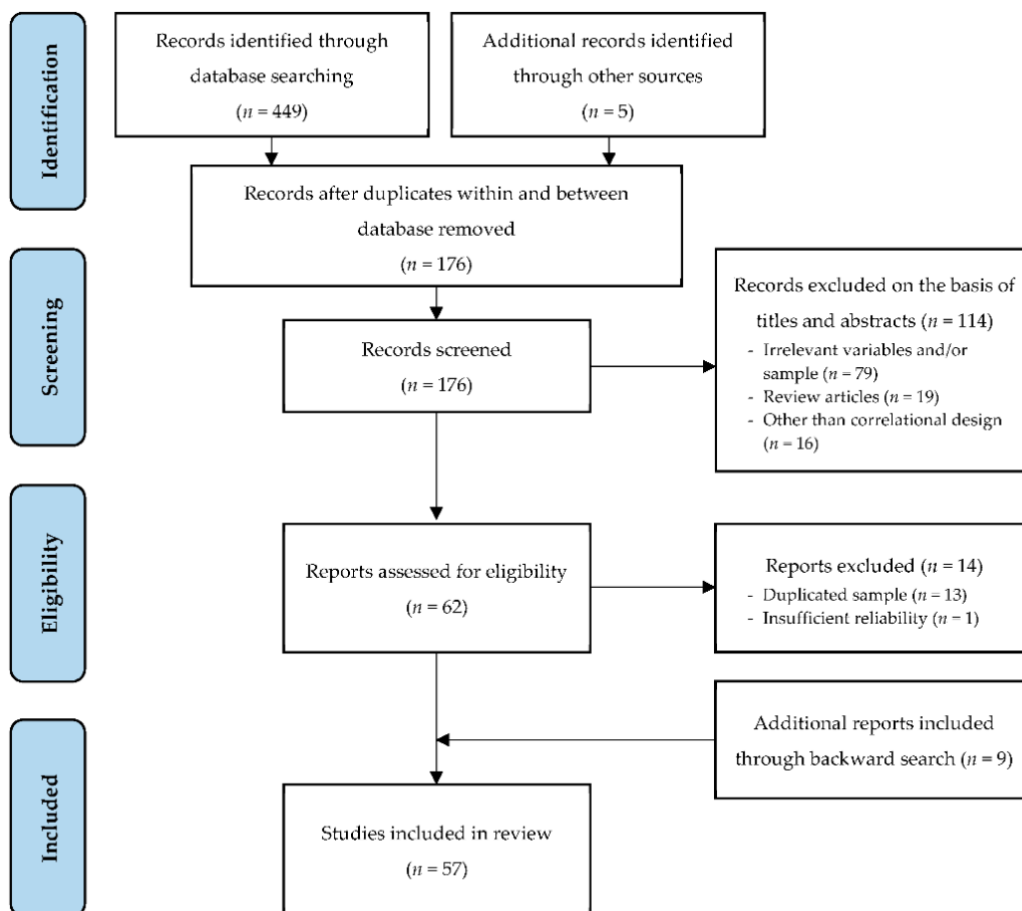 Identification
Records identified through
database searching
(n = 449)
Additional records identified
through other sources
(n = 5)
Records after duplicates within and between
database removed
(n = 176)
Screening
Records screened
(n = 176)
Records excluded on the basis of
titles and abstracts (n = 114)
- Irrelevant variables and/or
sample (n = 79)
- Review articles (n = 19)
- Other than correlational design
(n = 16)
Eligibility
Reports assessed for eligibility
(n = 62)
Reports excluded (n = 14)
- Duplicated sample (n = 13)
- Insufficient reliability (n = 1)
Additional reports included
through backward search (n = 9)
Included
Studies included in review
(n = 57)